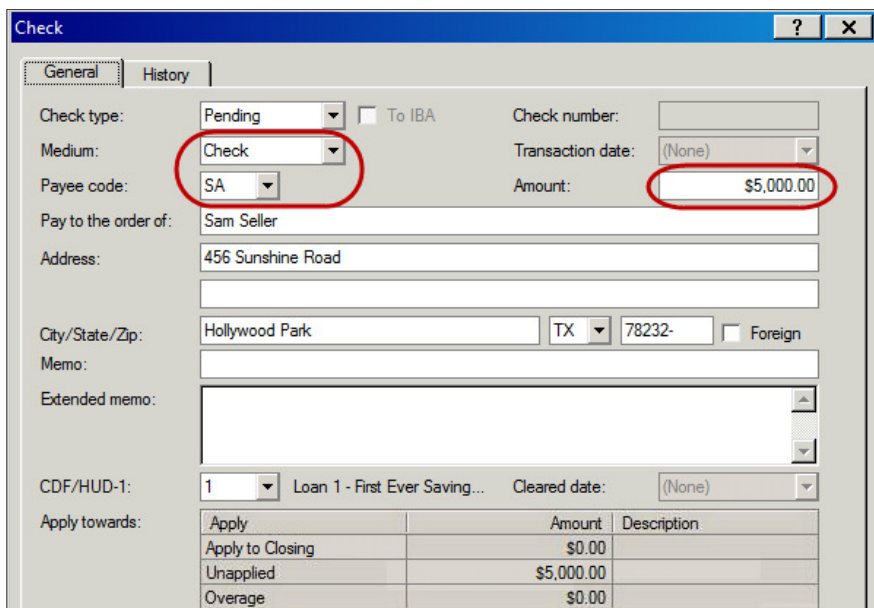 Check ? X
General History
Check type: Pending To IBA Check number:
Medium: Check Transaction date: (None)
Payee code: SA Amount: $5,000.00
Pay to the order of: Sam Seller
Address: 456 Sunshine Road
City/State/Zip: Hollywood Park TX 78232- Foreign
Memo:
Extended memo:
CDF/HUD-1: 1 Loan 1 - First Ever Saving... Cleared date: (None)
Apply towards: Apply Amount Description
Apply to Closing $0.00
Unapplied $5,000.00
Overage $0.00